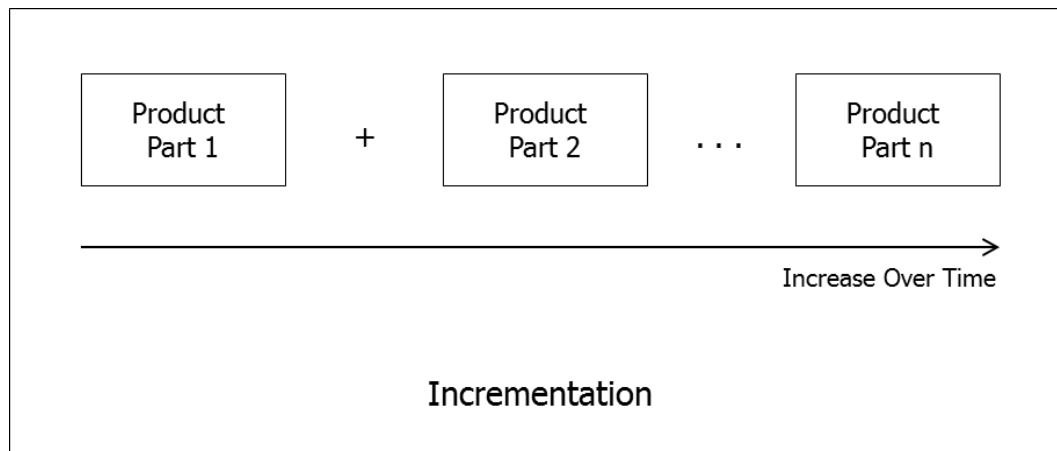 Product
Part 1
+
Product
Part 2
. . .
Product
Part n
Increase Over Time
Incrementation